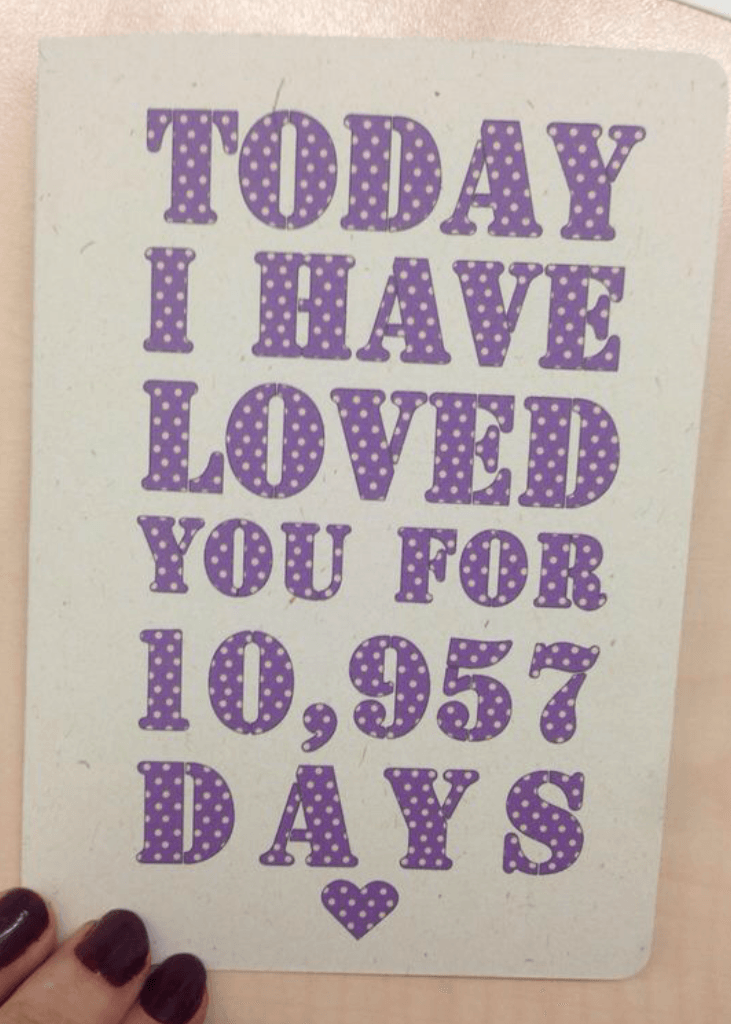 TODAY
I HAVE
LOVED
YOU FOR
10,957
DAYS